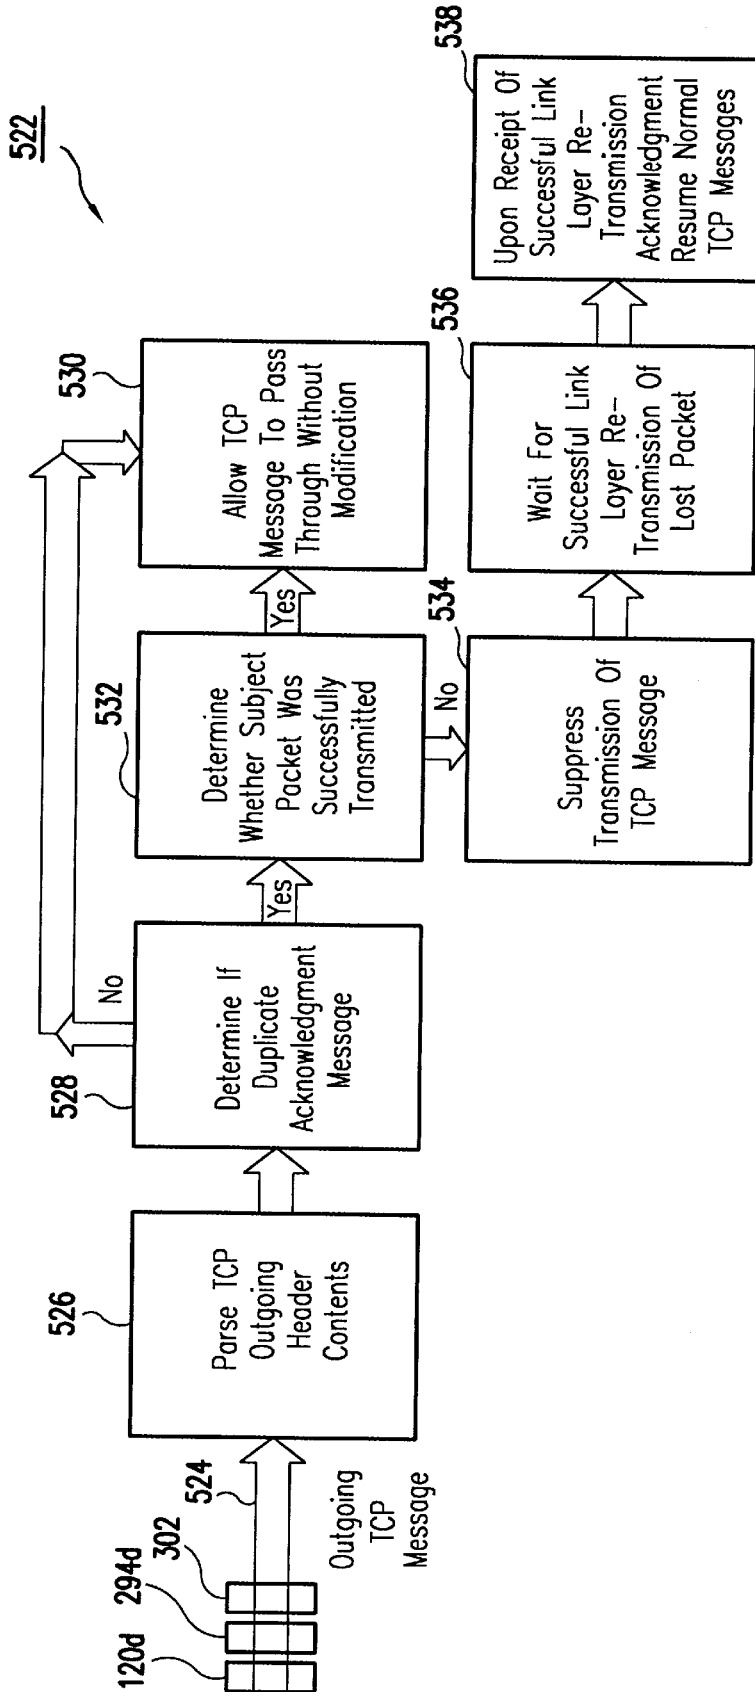 522
120d
294d
302
524
Outgoing
TCP
Message
526
Parse TCP
Outgoing
Header
Contents
528
Determine If
Duplicate
Acknowledgment
Message
No
Yes
532
Determine
Whether Subject
Packet Was
Successfully
Transmitted
Yes
530
Allow TCP
Message To Pass
Through Without
Modification
No
534
Suppress
Transmission Of
TCP Message
536
Wait For
Successful Link
Layer Re-
Transmission Of
Lost Packet
538
Upon Receipt Of
Successful Link
Layer Re-
Transmission
Acknowledgment
Resume Normal
TCP Messages